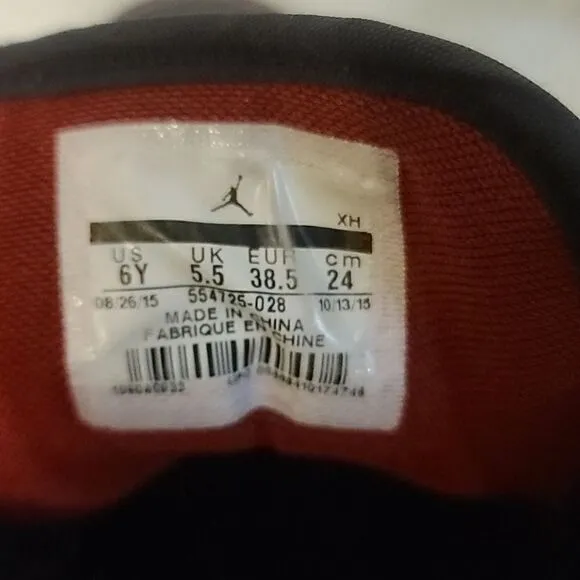 XH
US UK EUR cm
6Y 5.5 38.5 24
08/26/15 554725-028 10/13/15
MADE IN CHINA
FABRIQUE EN CHINE